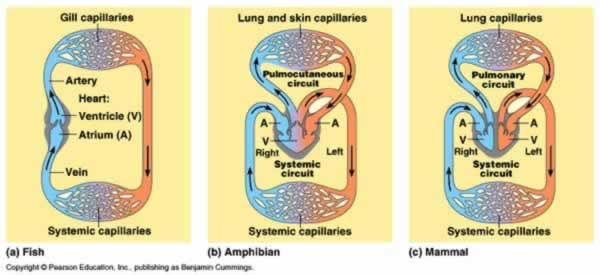 Gill capillaries
Artery
Heart:
Ventricle (V)
Atrium (A)
Vein
Systemic capillaries
(a) Fish
Lung and skin capillaries
Pulmocutaneous
circuit
A
A
V
Right
Left
Systemic
circuit
Systemic capillaries
(b) Amphibian
Lung capillaries
Pulmonary
circuit
A
A
V
V
Right
Left
Systemic
circuit
Systemic capillaries
(c) Mammal
Copyright © Pearson Education, Inc., publishing as Benjamin Cummings.